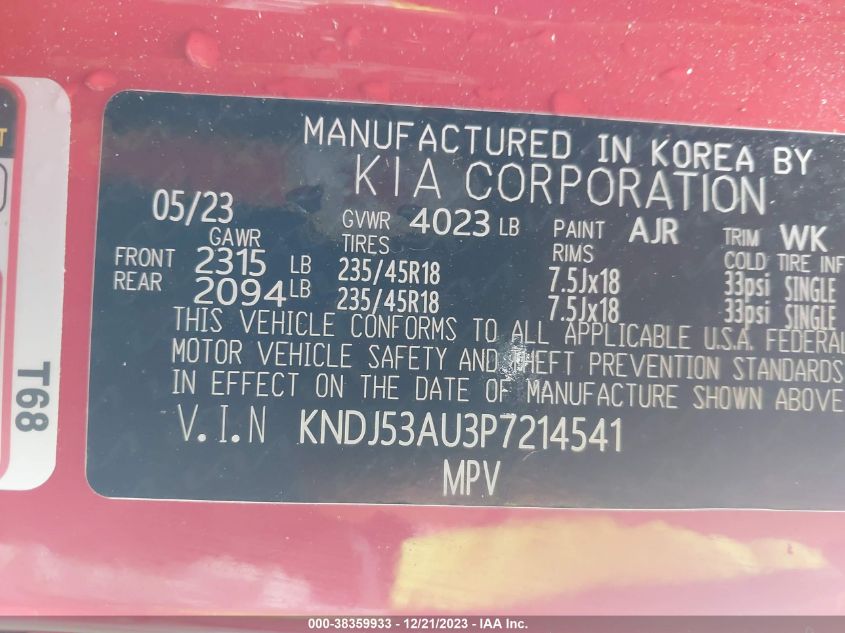 MANUFACTURED IN KOREA BY
KIA CORPORATION
05/23 GVWR 4023 LB PAINT AJR TRIM WK
GAWR TIRES RIMS COLD TIRE INF
FRONT 2315 LB 235/45R18 7.5Jx18 33psi SINGLE
REAR 2094 LB 235/45R18 7.5Jx18 33psi SINGLE
THIS VEHICLE CONFORMS TO ALL APPLICABLE U.S.A. FEDERAL
MOTOR VEHICLE SAFETY AND THEFT PREVENTION STANDARDS
IN EFFECT ON THE DATE OF MANUFACTURE SHOWN ABOVE
V.I.N KNDJ53AU3P7214541
MPV
T68
000-38359933 - 12/21/2023 - IAA Inc.